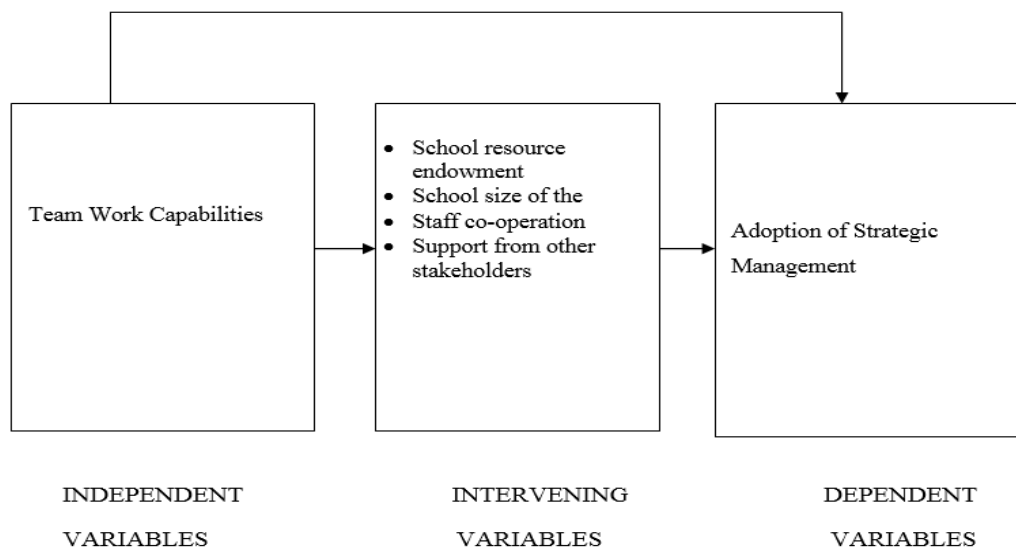 Team Work Capabilities
• School resource
endowment
• School size of the
• Staff co-operation
• Support from other
stakeholders
Adoption of Strategic
Management
INDEPENDENT
VARIABLES
INTERVENING
VARIABLES
DEPENDENT
VARIABLES